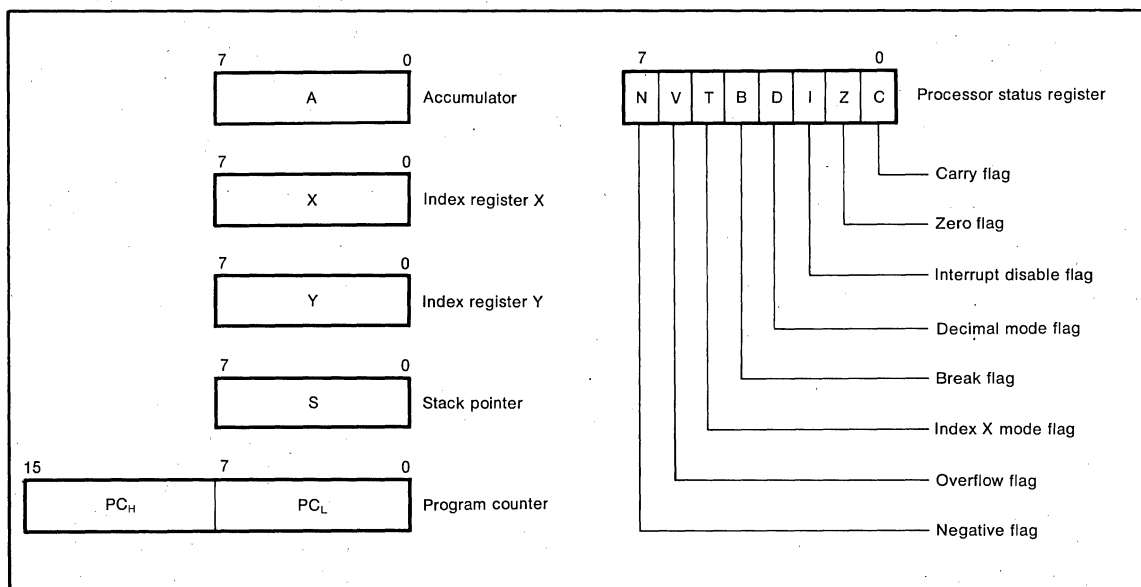 7 0
A
Accumulator
7 0
X
Index register X
7 0
Y
Index register Y
7 0
S
Stack pointer
15 7 0
PCH PCL
Program counter
7 0
N V T B D I Z C
Processor status register
Carry flag
Zero flag
Interrupt disable flag
Decimal mode flag
Break flag
Index X mode flag
Overflow flag
Negative flag